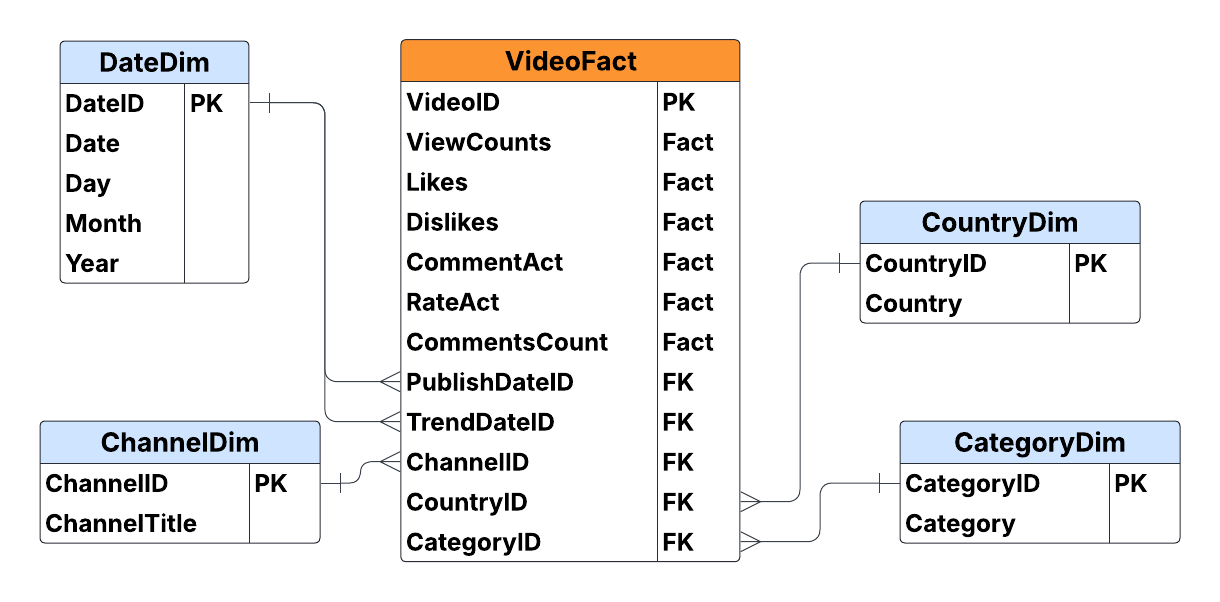 DateDim
DateID PK
Date
Day
Month
Year
VideoFact
VideoID PK
ViewCounts Fact
Likes Fact
Dislikes Fact
CommentAct Fact
RateAct Fact
CommentsCount Fact
PublishDateID FK
TrendDateID FK
ChannelID FK
CountryID FK
CategoryID FK
CountryDim
CountryID PK
Country
ChannelDim
ChannelID PK
ChannelTitle
CategoryDim
CategoryID PK
Category